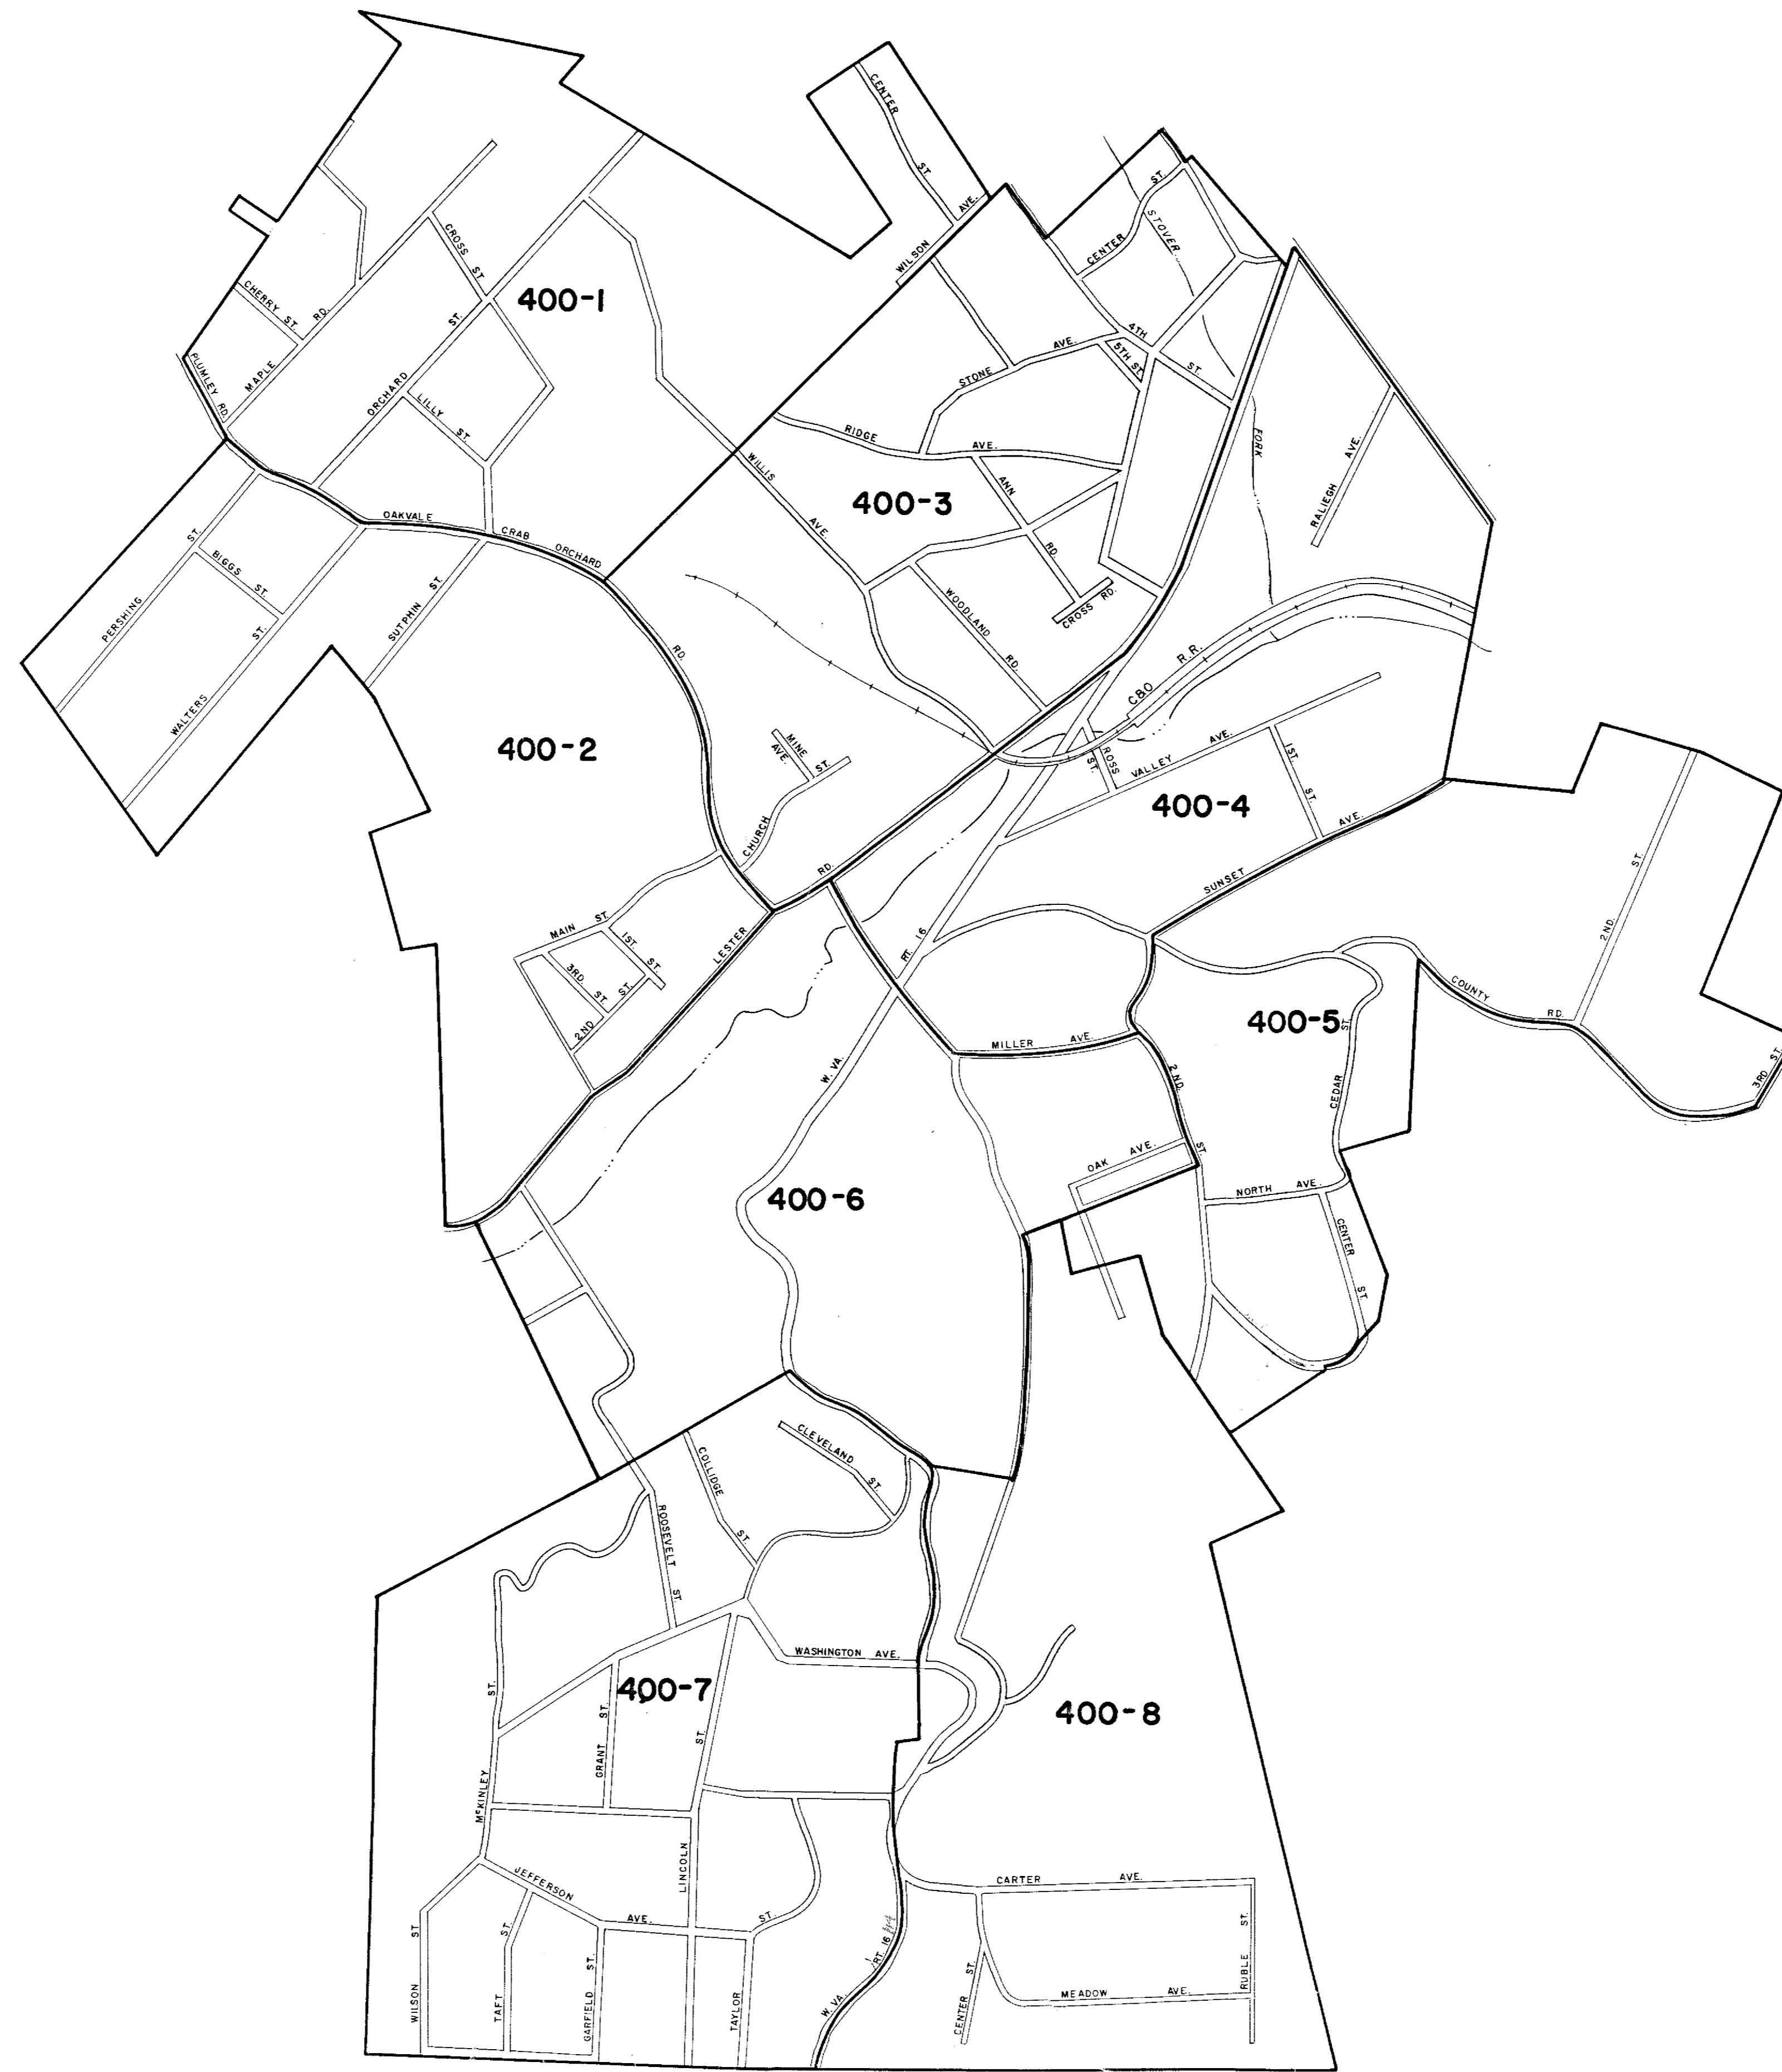 CENTER ST.
WILSON AVE.
CENTER ST.
STOVER
FORK
CROSS ST.
CHERRY ST.
MAPLE RD.
PLUMLEY RD.
ORCHARD ST.
LILLY ST.
400-1
4TH ST.
5TH ST.
STONE AVE.
RIDGE AVE.
WILLIS AVE.
ANN RD.
400-3
WOODLAND RD.
CROSS RD.
RALIEGH AVE.
OAKVALE
CRAB ORCHARD RD.
PERSHING ST.
BIGGS ST.
WALTERS ST.
SUTPHIN ST.
400-2
MINE AVE.
CHURCH ST.
C&O R.R.
ROSS ST.
VALLEY AVE.
1ST. ST.
400-4
SUNSET AVE.
2ND. ST.
MAIN ST.
1ST. ST.
3RD ST.
2ND ST.
LESTER RD.
W. VA. RT. 16
MILLER AVE.
2ND. ST.
400-5
CEDAR ST.
COUNTY RD.
3RD ST.
OAK AVE.
NORTH AVE.
CENTER ST.
400-6
CLEVELAND ST.
COLLIDGE ST.
ROOSEVELT ST.
WASHINGTON AVE.
400-7
400-8
GRANT ST.
McKINLEY ST.
LINCOLN ST.
JEFFERSON AVE.
WILSON ST
TAFT ST.
GARFIELD ST.
TAYLOR ST.
W. VA. RT. 16
CARTER AVE.
CENTER ST.
MEADOW AVE.
RUBLE ST.